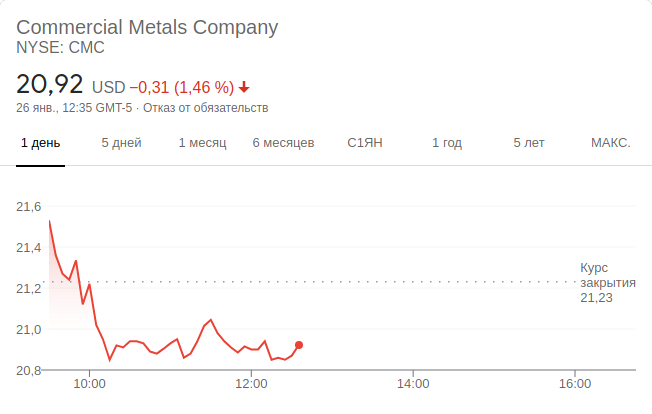 Commercial Metals Company
NYSE: CMC
20,92 USD −0,31 (1,46 %)
26 янв., 12:35 GMT-5 · Отказ от обязательств
1 день 5 дней 1 месяц 6 месяцев С1ЯН 1 год 5 лет МАКС.
21,6
21,4
Курс
закрытия
21,23
21,2
21,0
20,8
10:00 12:00 14:00 16:00